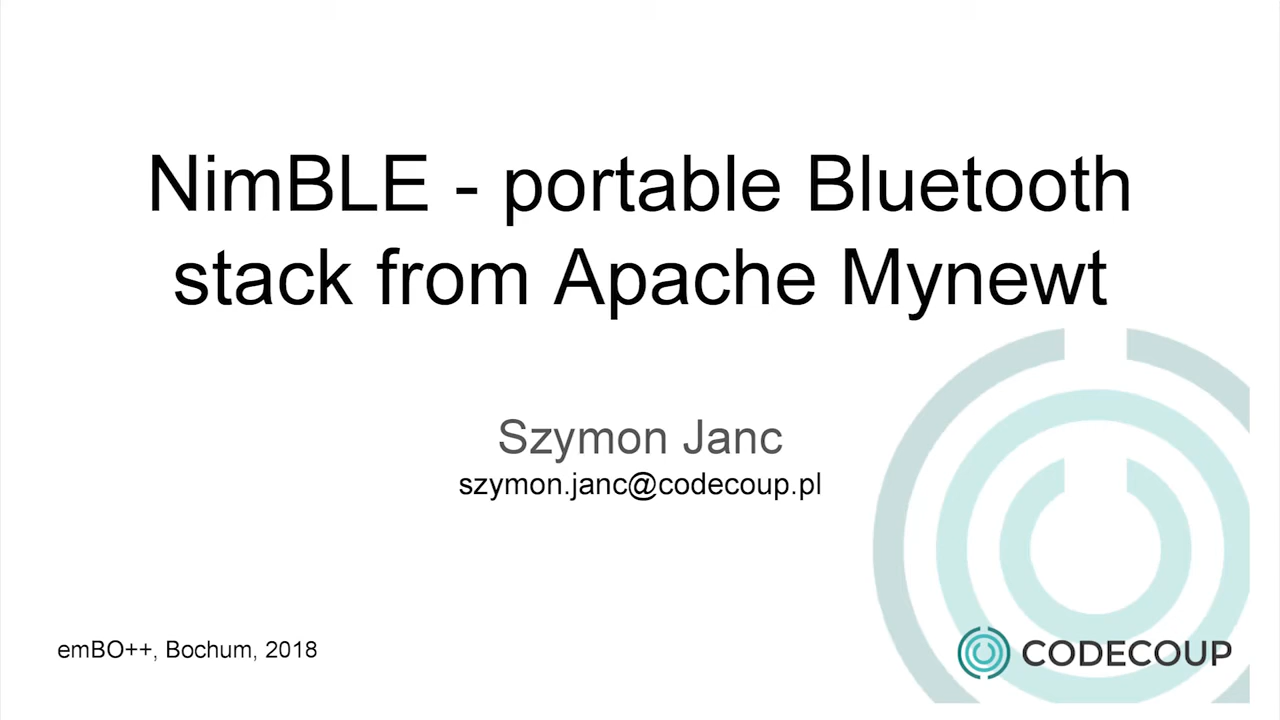 NimBLE - portable Bluetooth
stack from Apache Mynewt
Szymon Janc
szymon.janc@codecoup.pl
emBO++, Bochum, 2018
CODECOUP